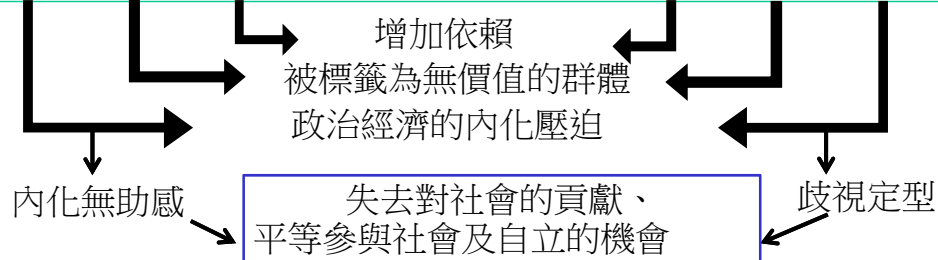 增加依賴
被標籤為無價值的群體
政治經濟的內化壓迫
內化無助感
失去對社會的貢獻、
平等參與社會及自立的機會
歧視定型